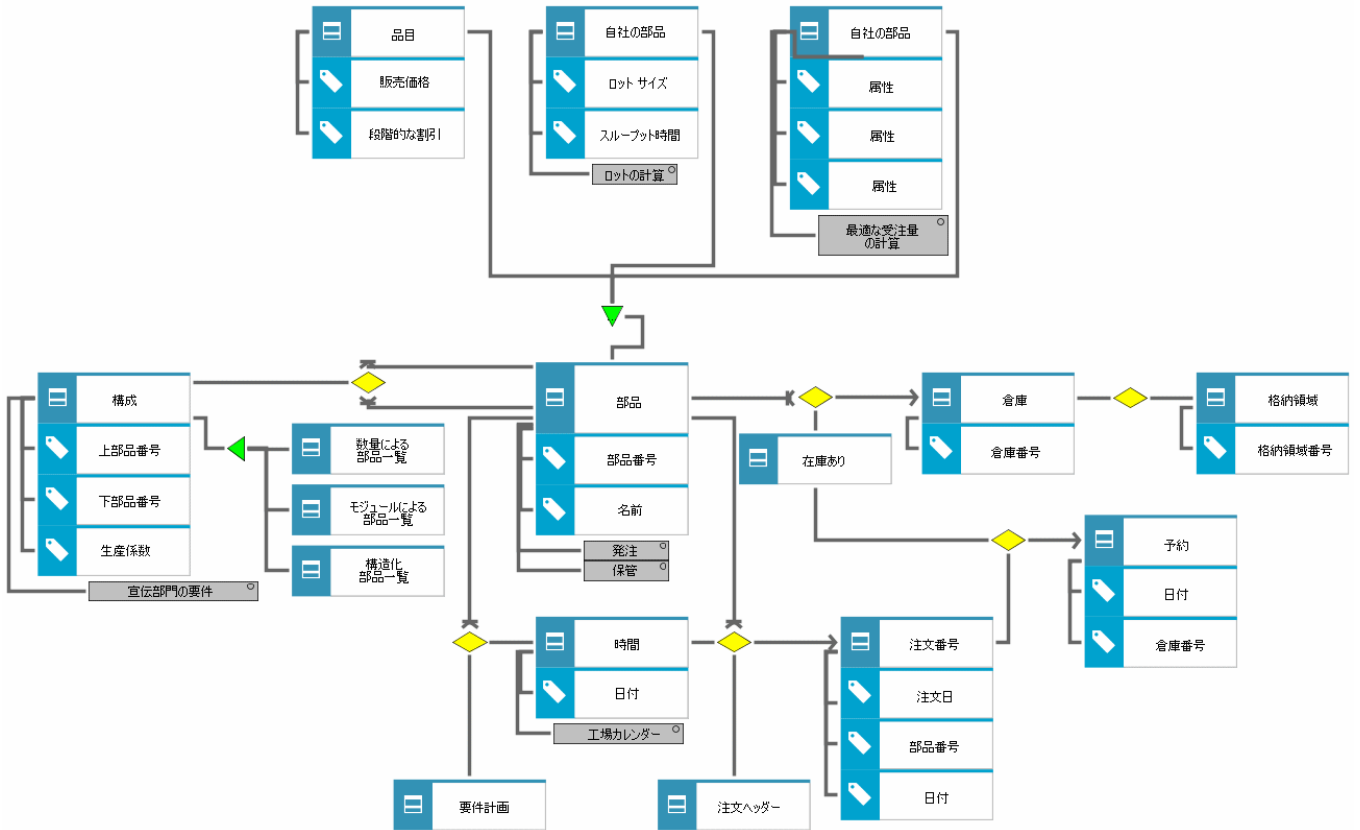 品目
販売価格
段階的な割引
自社の部品
ロット サイズ
スループット時間
ロットの計算
自社の部品
属性
属性
属性
最適な受注量
の計算
構成
上部品番号
下部品番号
生産係数
宣伝部門の要件
数量による
部品一覧
モジュールによる
部品一覧
構造化
部品一覧
部品
部品番号
名前
発注
保管
在庫あり
倉庫
倉庫番号
格納領域
格納領域番号
予約
日付
倉庫番号
時間
日付
工場カレンダー
注文番号
注文日
部品番号
日付
要件計画
注文ヘッダー